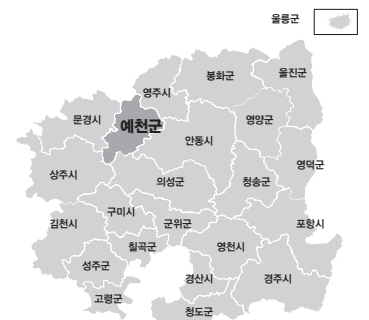 울릉군
봉화군
울진군
영주시
문경시
예천군
영양군
안동시
영덕군
상주시
의성군
청송군
구미시
김천시
군위군
포항시
칠곡군
영천시
성주군
경산시
경주시
고령군
청도군